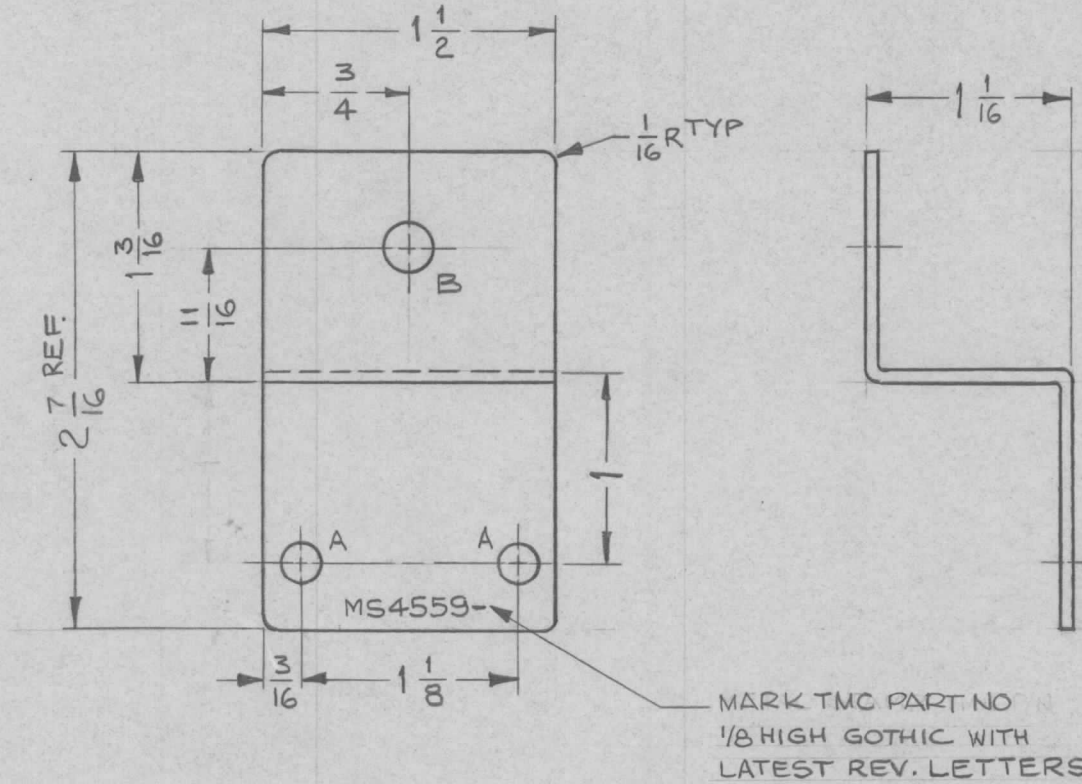 1 1/2
3/4
1 1/16
1/16 R TYP
1 3/16
11/16
B
2 7/16 REF.
1
A
A
MS4559-
3/16
1 1/8
MARK TMC PART NO
1/8 HIGH GOTHIC WITH
LATEST REV. LETTERS